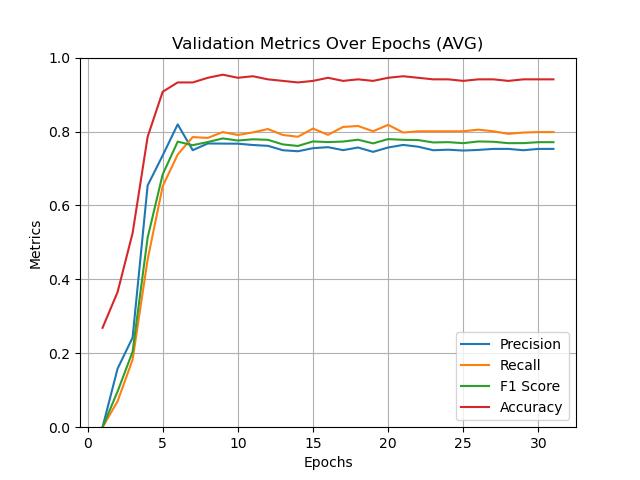 Validation Metrics Over Epochs (AVG)
1.0
0.8
0.6
0.4
0.2
0.0
Metrics
Precision
Recall
F1 Score
Accuracy
0 5 10 15 20 25 30
Epochs